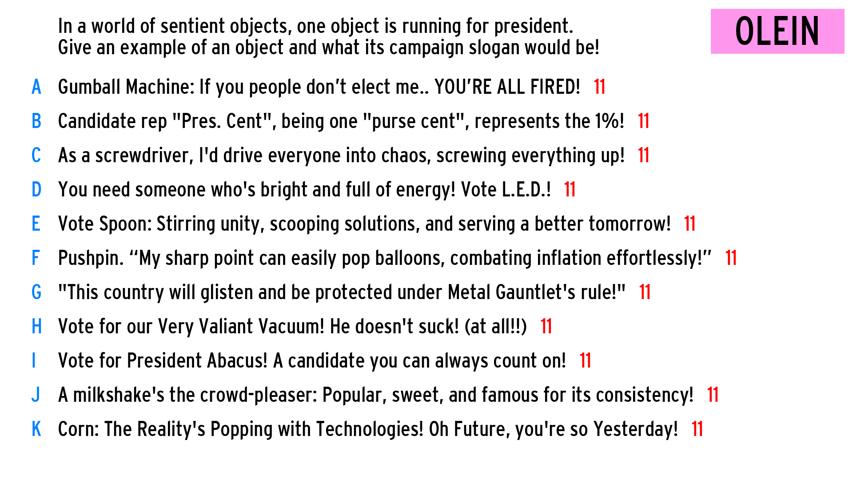 In a world of sentient objects, one object is running for president.
Give an example of an object and what its campaign slogan would be!
OLEIN
A Gumball Machine: If you people don’t elect me.. YOU’RE ALL FIRED! 11
B Candidate rep "Pres. Cent", being one "purse cent", represents the 1%! 11
C As a screwdriver, I'd drive everyone into chaos, screwing everything up! 11
D You need someone who's bright and full of energy! Vote L.E.D.! 11
E Vote Spoon: Stirring unity, scooping solutions, and serving a better tomorrow! 11
F Pushpin. “My sharp point can easily pop balloons, combating inflation effortlessly!” 11
G "This country will glisten and be protected under Metal Gauntlet's rule!" 11
H Vote for our Very Valiant Vacuum! He doesn't suck! (at all!!) 11
I Vote for President Abacus! A candidate you can always count on! 11
J A milkshake's the crowd-pleaser: Popular, sweet, and famous for its consistency! 11
K Corn: The Reality's Popping with Technologies! Oh Future, you're so Yesterday! 11